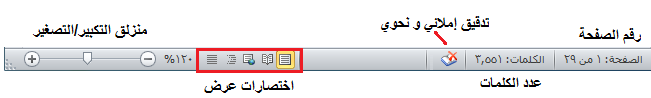 تدقيق إملاني و نحوي
رقم الصفحة
منزلق التكبير/التصغير
الصفحة: ١ من ٢٩
الكلمات: ٣,٥٥١
١٢٠%
عدد الكلمات
اختصارات عرض